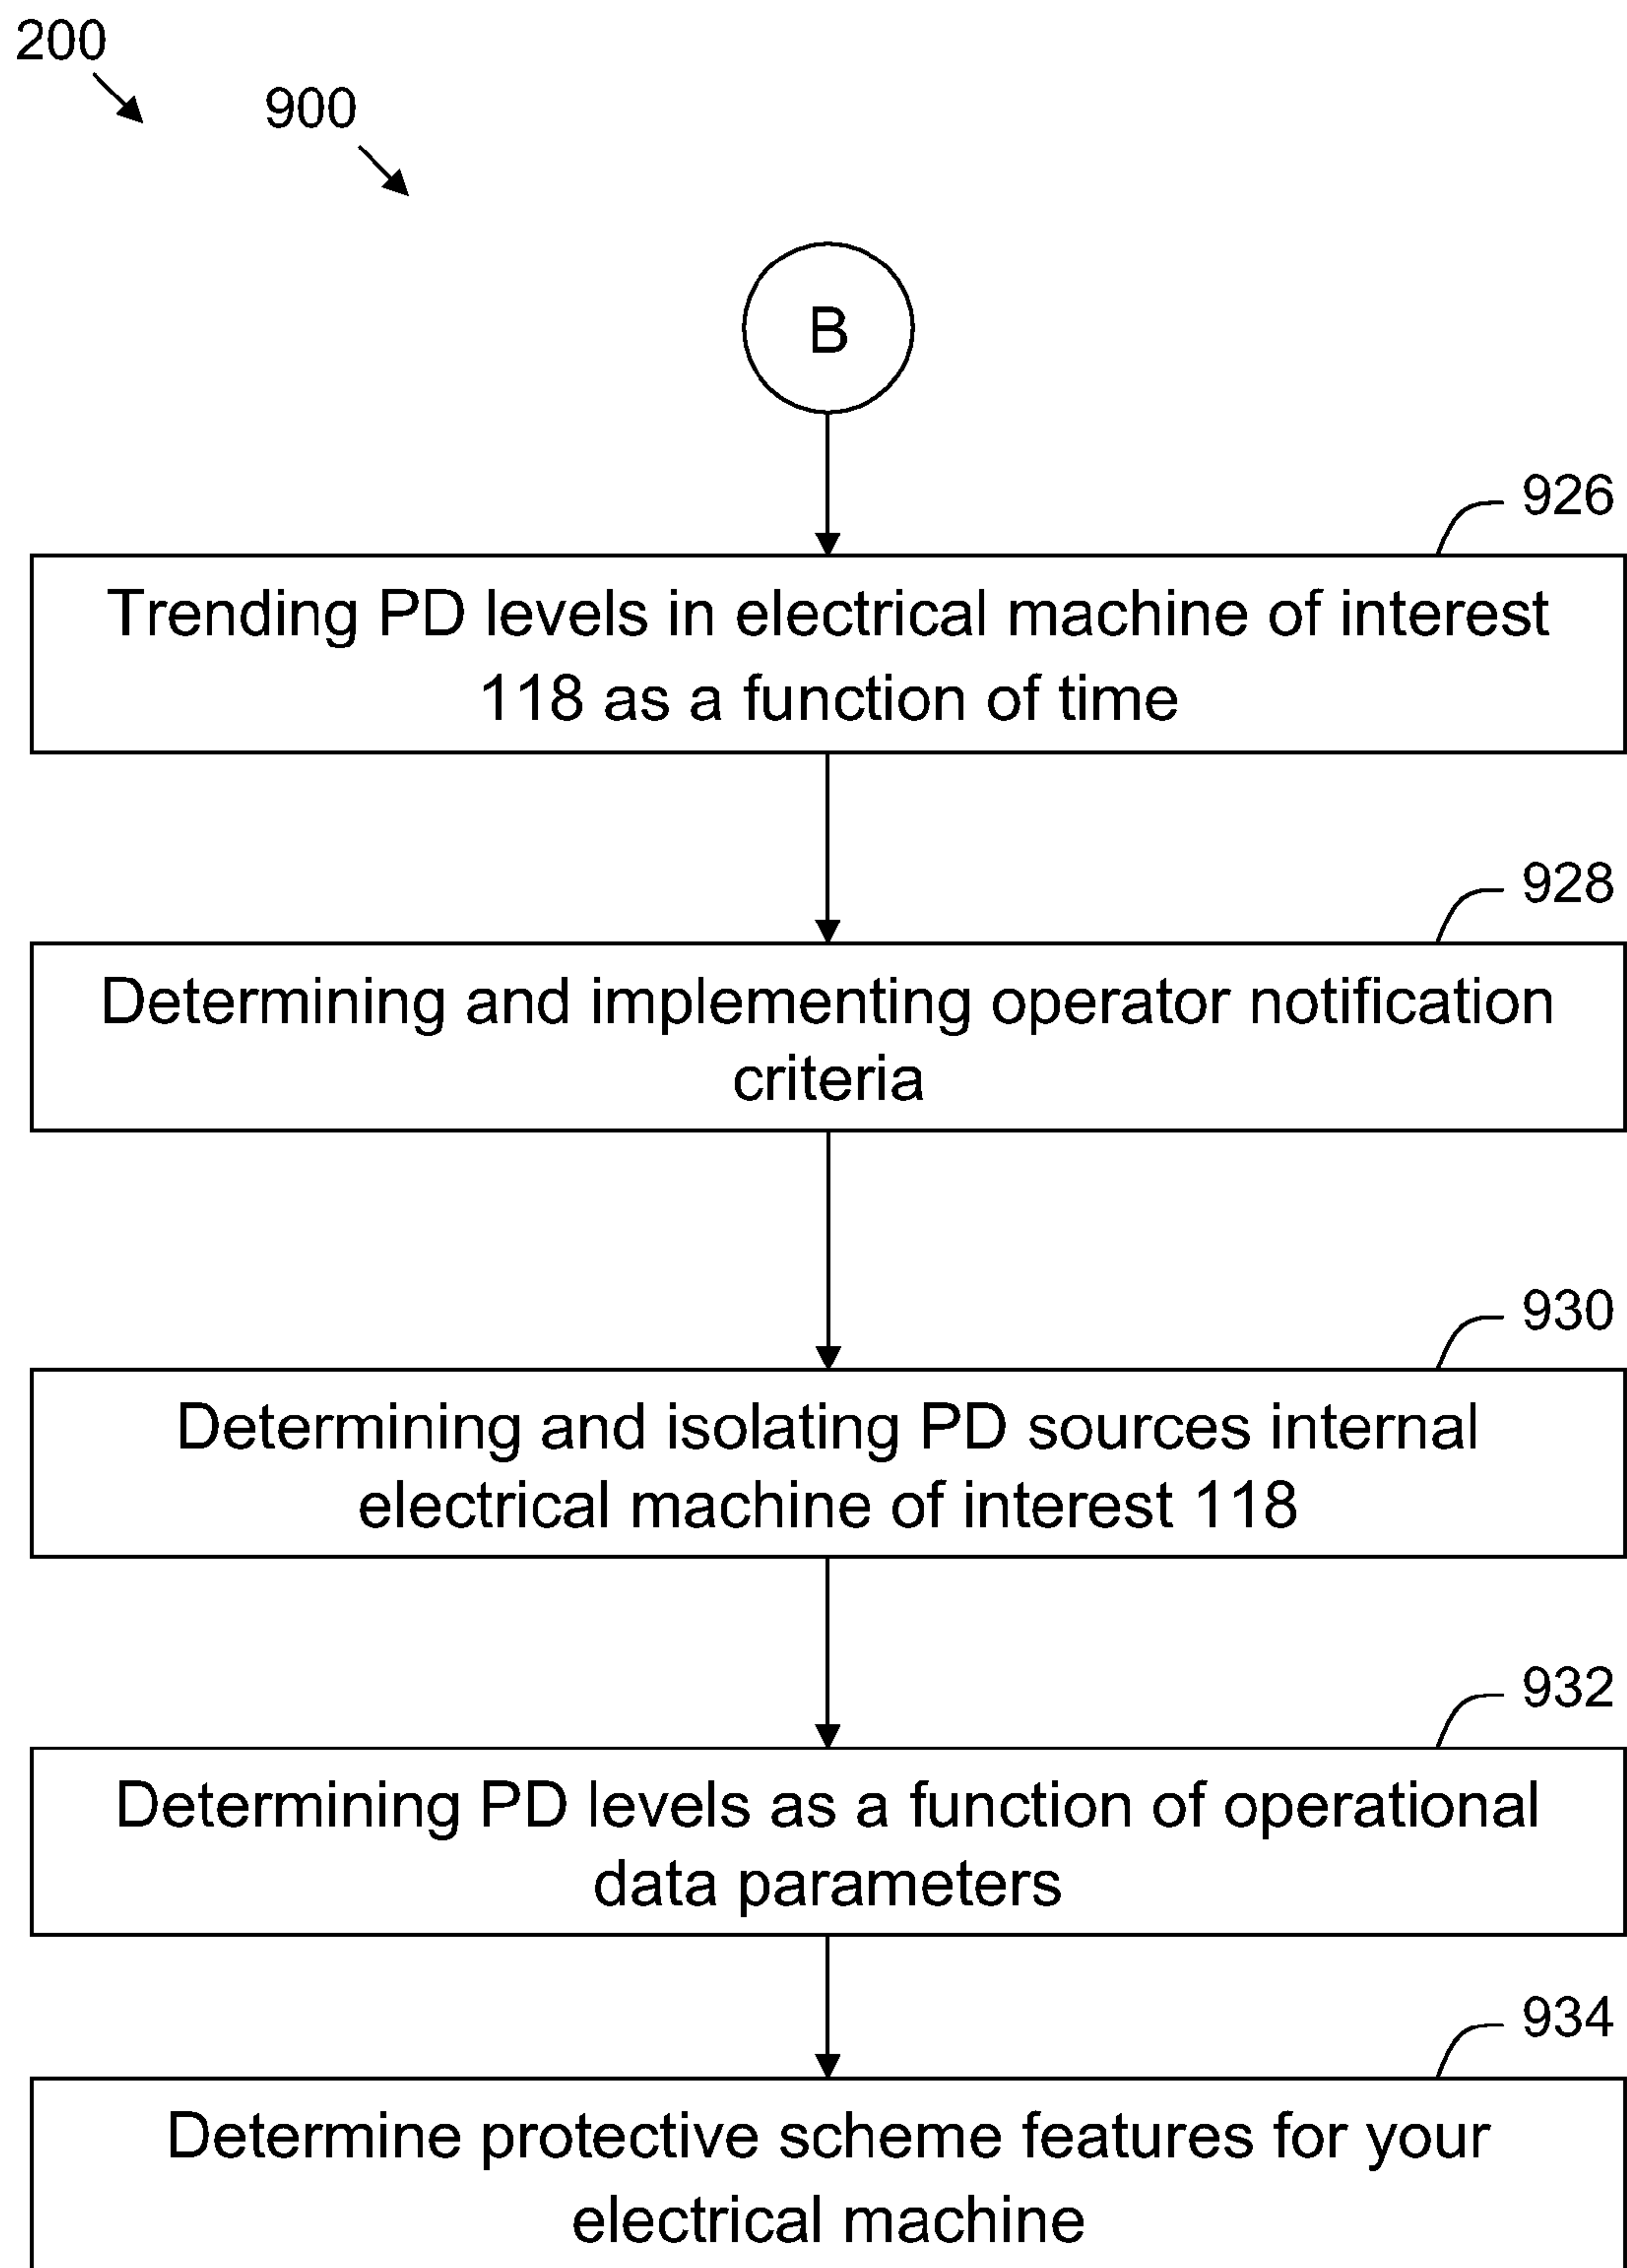 200
900
B
926
Trending PD levels in electrical machine of interest
118 as a function of time
928
Determining and implementing operator notification
criteria
930
Determining and isolating PD sources internal
electrical machine of interest 118
932
Determining PD levels as a function of operational
data parameters
934
Determine protective scheme features for your
electrical machine